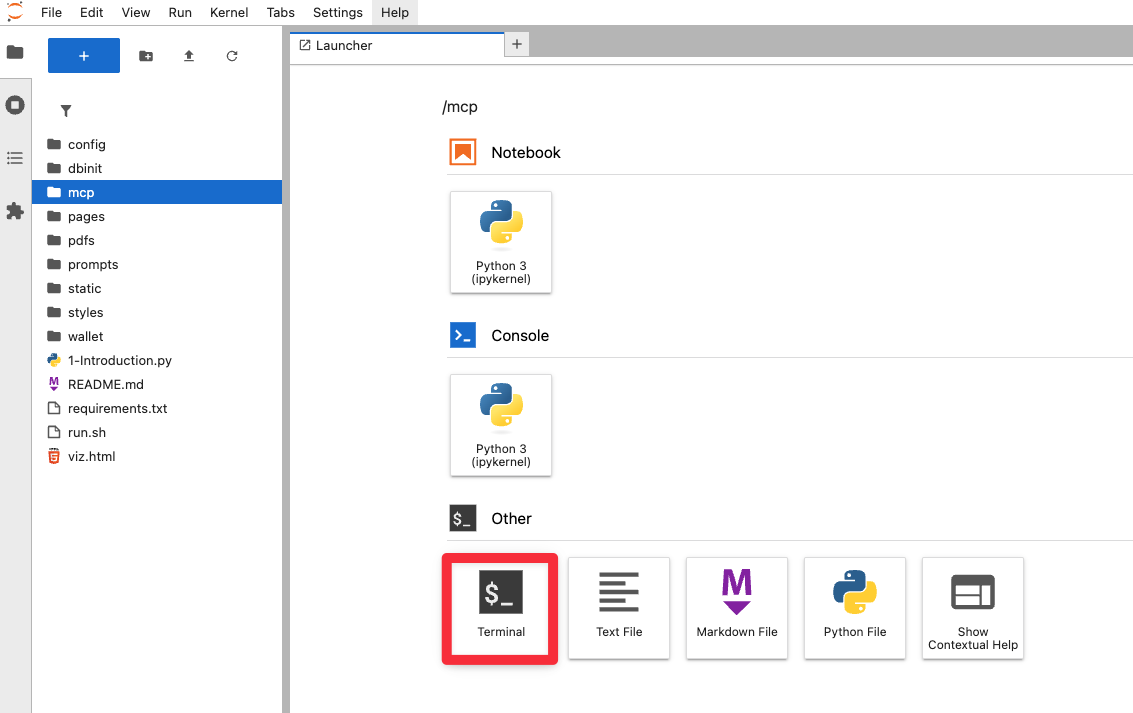 File Edit View Run Kernel Tabs Settings Help
+
Launcher
+
config
dbinit
mcp
pages
pdfs
prompts
static
styles
wallet
1-Introduction.py
M README.md
requirements.txt
run.sh
viz.html
/mcp
Notebook
Python 3
(ipykernel)
>_ Console
Python 3
(ipykernel)
$_ Other
$_
Terminal
Text File
M
Markdown File
Python File
Show
Contextual Help